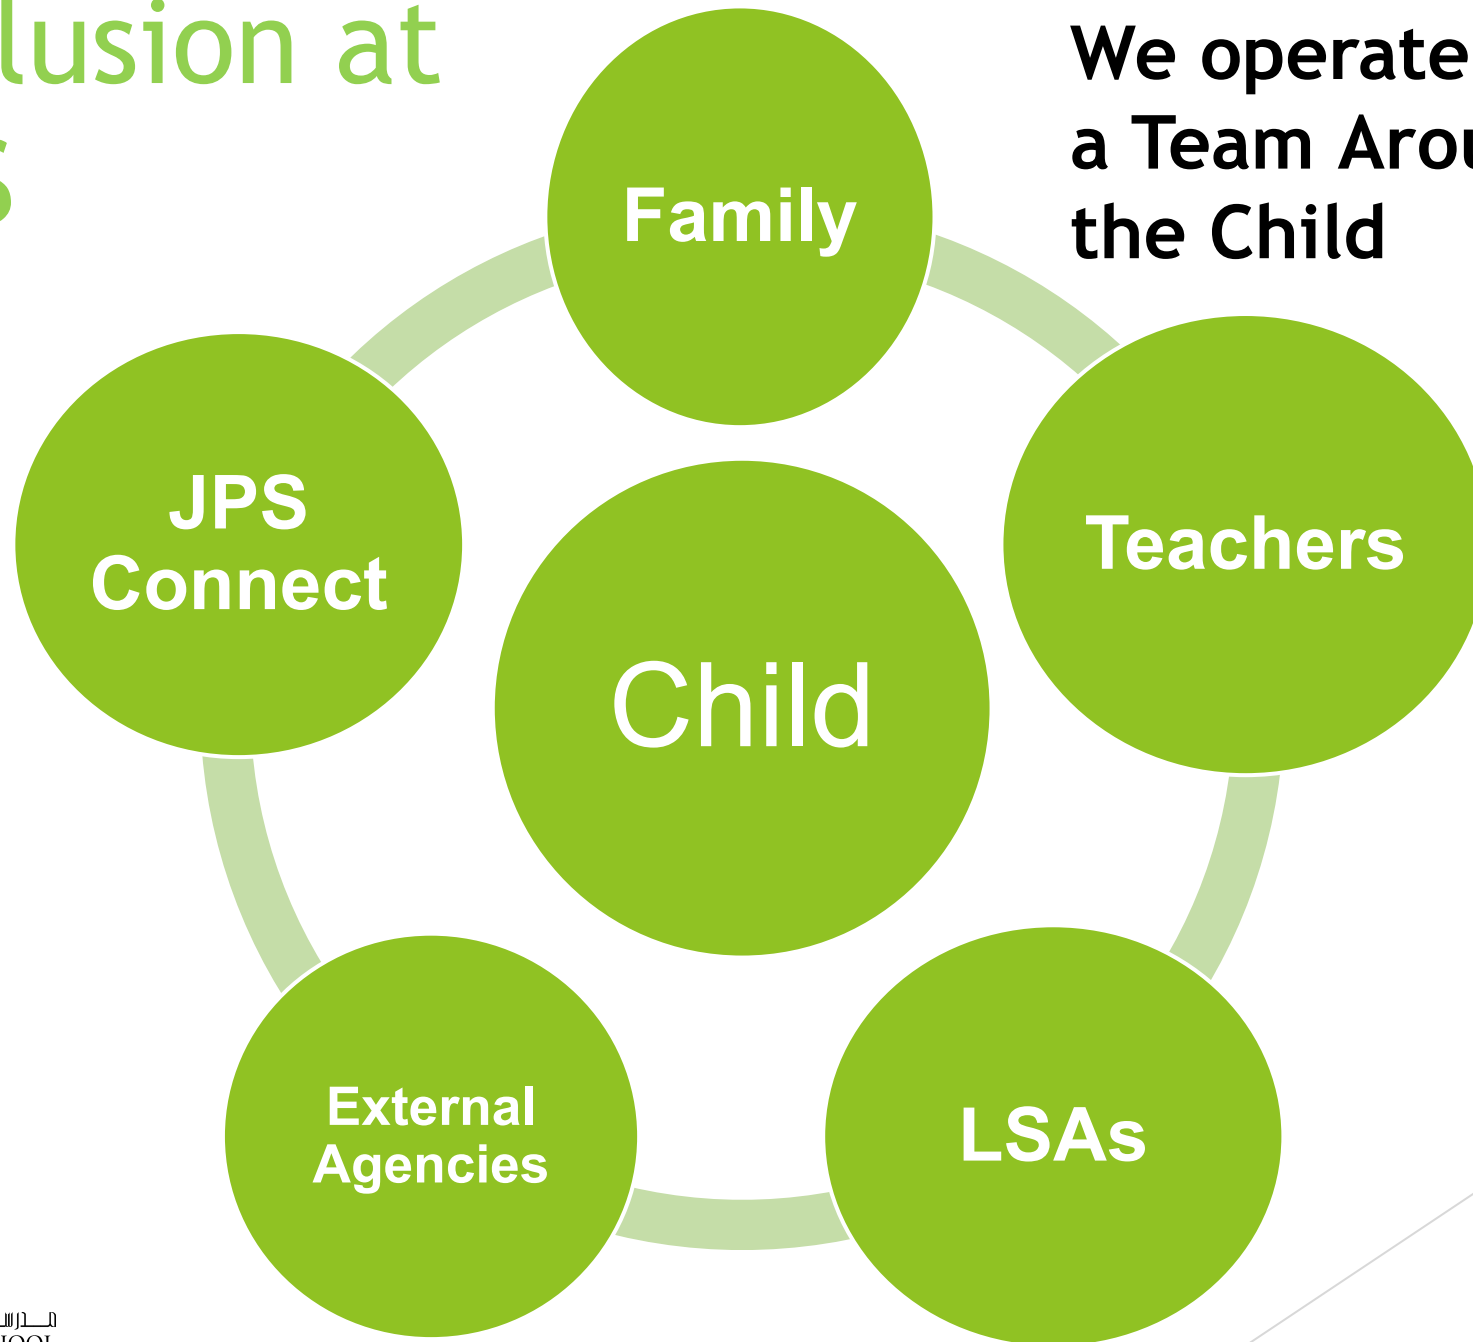 lusion at
s
We operate
a Team Arou
the Child
Family
JPS
Connect
Teachers
Child
External
Agencies
LSAs